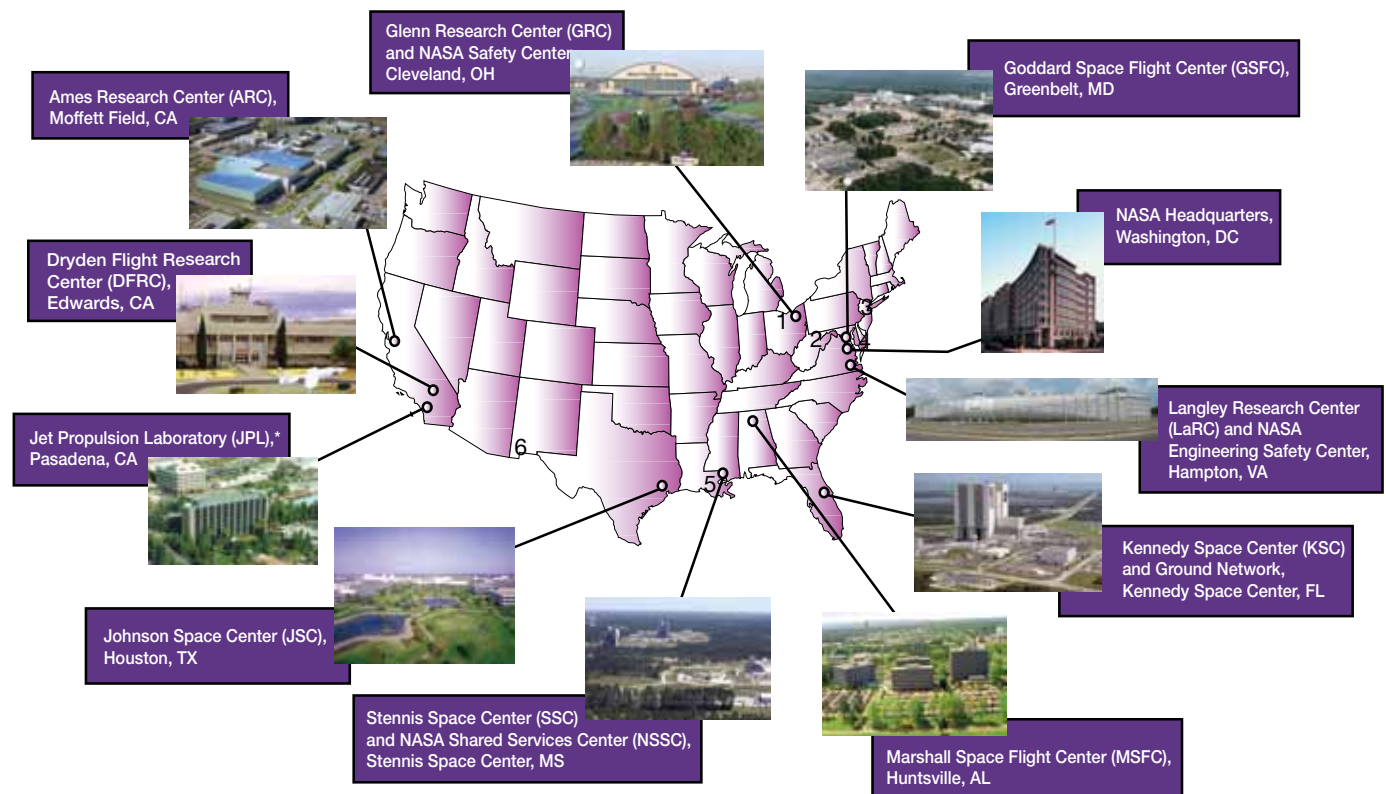 Glenn Research Center (GRC)
and NASA Safety Center
Cleveland, OH
Goddard Space Flight Center (GSFC),
Greenbelt, MD
Ames Research Center (ARC),
Moffett Field, CA
NASA Headquarters,
Washington, DC
Dryden Flight Research
Center (DFRC),
Edwards, CA
1
2
3
4
Langley Research Center
(LaRC) and NASA
Engineering Safety Center,
Hampton, VA
Jet Propulsion Laboratory (JPL),*
Pasadena, CA
6
5
Kennedy Space Center (KSC)
and Ground Network,
Kennedy Space Center, FL
Johnson Space Center (JSC),
Houston, TX
Stennis Space Center (SSC)
and NASA Shared Services Center (NSSC),
Stennis Space Center, MS
Marshall Space Flight Center (MSFC),
Huntsville, AL